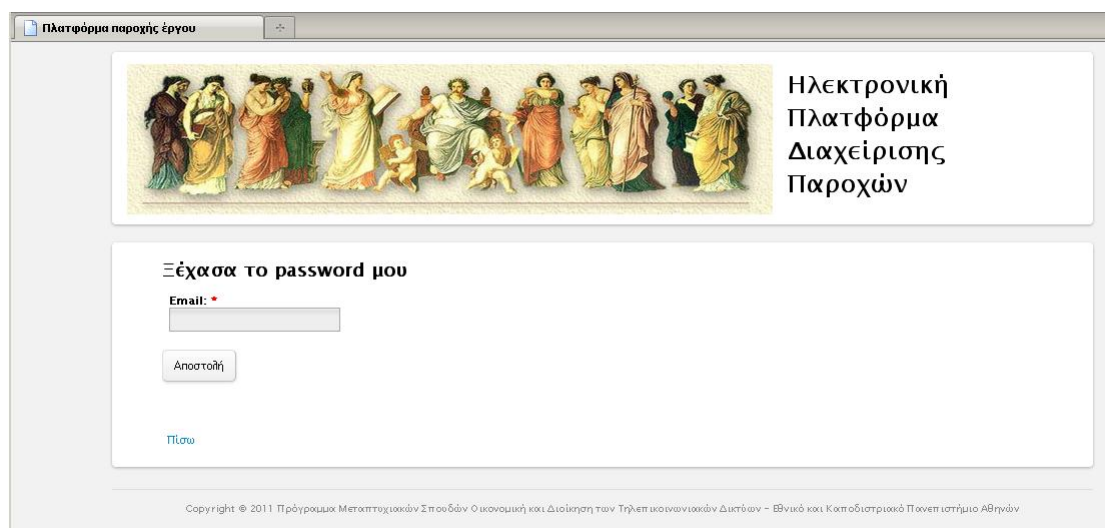 Πλατφόρμα παροχής έργου
Ηλεκτρονική
Πλατφόρμα
Διαχείρισης
Παροχών
Ξέχασα το password μου
Email: *
Αποστολή
Πίσω
Copyright © 2011 Πρόγραμμα Μεταπτυχιακών Σπουδών Οικονομική και Διοίκηση των Τηλεπικοινωνιακών Δικτύων - Εθνικό και Καποδιστριακό Πανεπιστήμιο Αθηνών